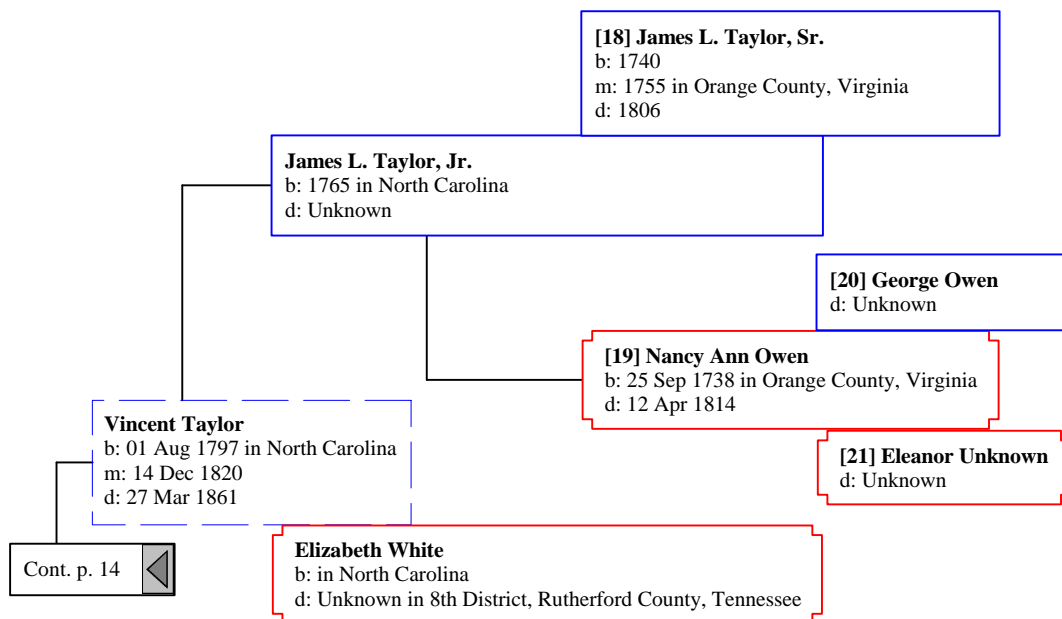 [18] James L. Taylor, Sr.
b: 1740
m: 1755 in Orange County, Virginia
d: 1806
James L. Taylor, Jr.
b: 1765 in North Carolina
d: Unknown
[20] George Owen
d: Unknown
[19] Nancy Ann Owen
b: 25 Sep 1738 in Orange County, Virginia
d: 12 Apr 1814
Vincent Taylor
b: 01 Aug 1797 in North Carolina
m: 14 Dec 1820
d: 27 Mar 1861
[21] Eleanor Unknown
d: Unknown
Elizabeth White
b: in North Carolina
d: Unknown in 8th District, Rutherford County, Tennessee
Cont. p. 14